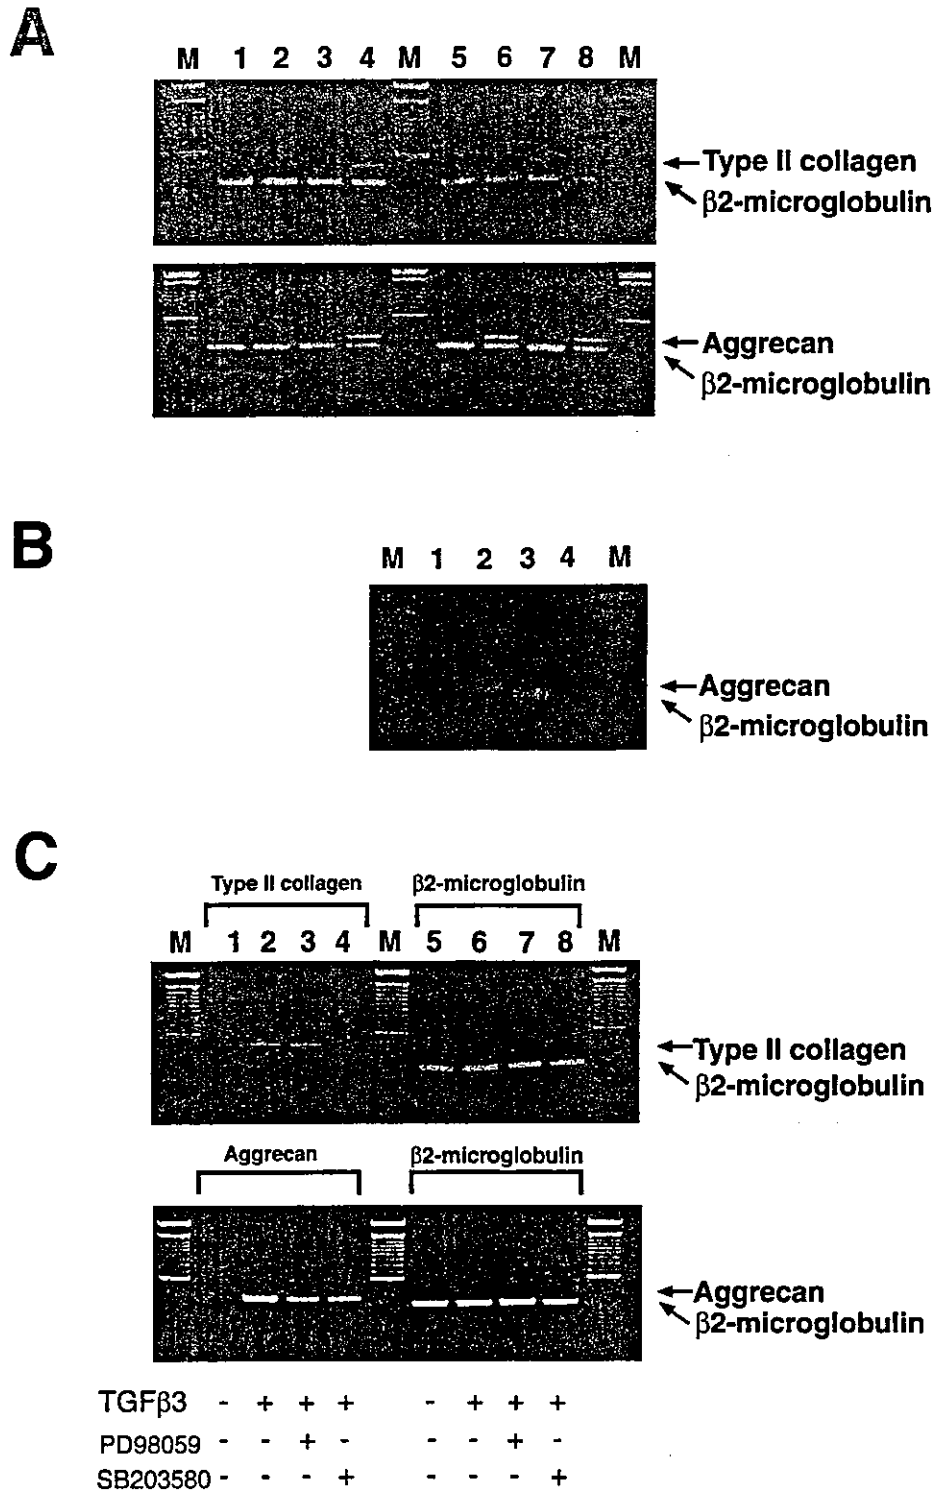 A
M 1 2 3 4 M 5 6 7 8 M
Type II collagen
β2-microglobulin
Aggrecan
β2-microglobulin
B
M 1 2 3 4 M
Aggrecan
β2-microglobulin
C
Type II collagen β2-microglobulin
M 1 2 3 4 M 5 6 7 8 M
Type II collagen
β2-microglobulin
Aggrecan β2-microglobulin
Aggrecan
β2-microglobulin
TGFβ3 - + + + - + + +
PD98059 - - + - - - + -
SB203580 - - - + - - - +